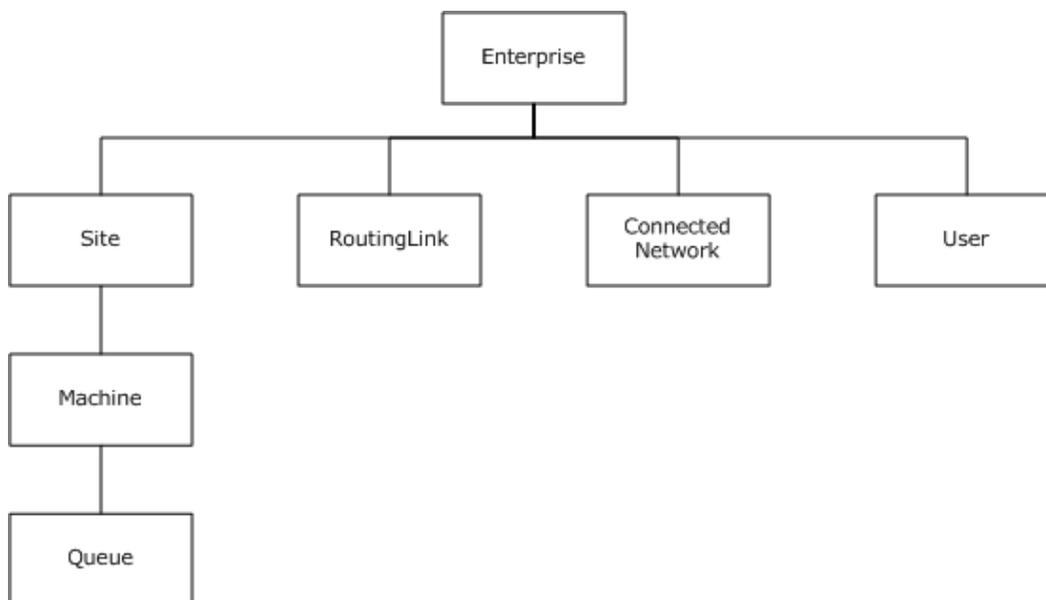 Enterprise
Site
RoutingLink
Connected
Network
User
Machine
Queue